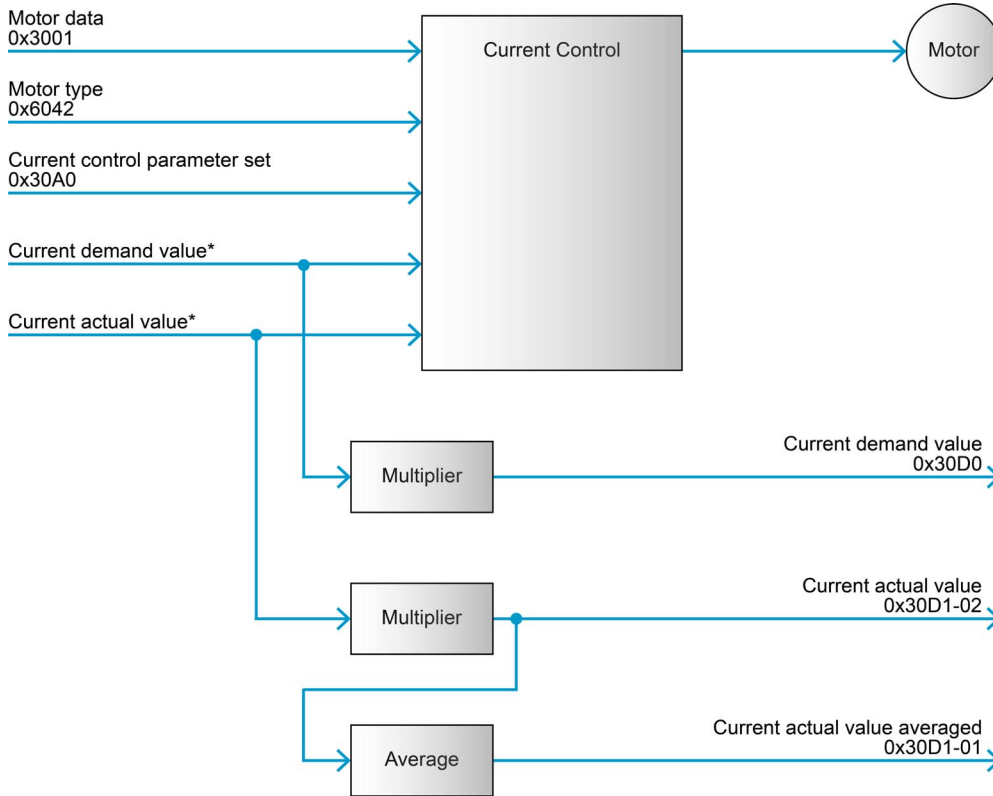 Motor data
0x3001
Current Control
Motor
Motor type
0x6042
Current control parameter set
0x30A0
Current demand value*
Current actual value*
Multiplier
Current demand value
0x30D0
Multiplier
Current actual value
0x30D1-02
Average
Current actual value averaged
0x30D1-01